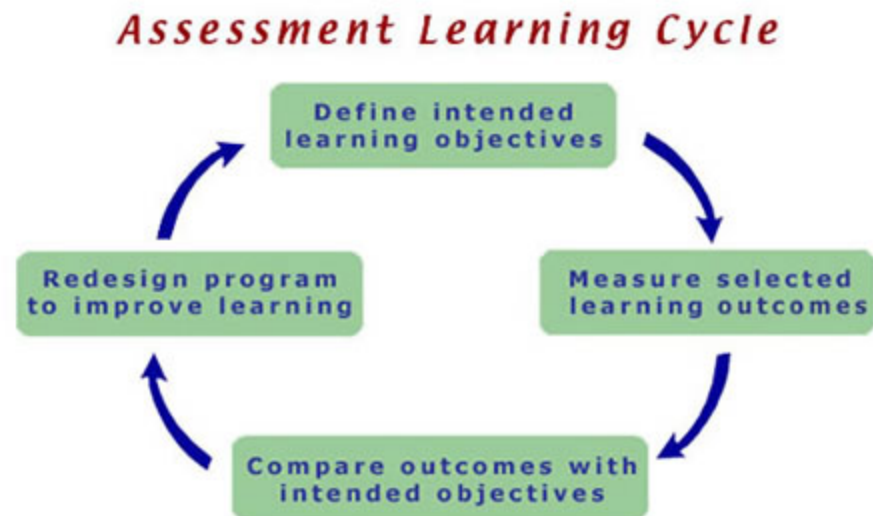 Assessment Learning Cycle
Define intended
learning objectives
Measure selected
learning outcomes
Compare outcomes with
intended objectives
Redesign program
to improve learning